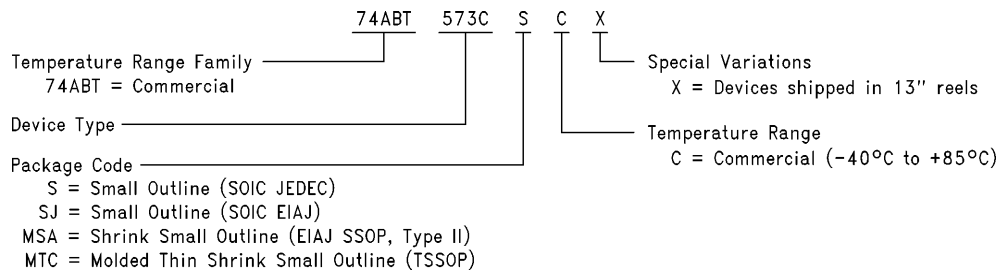 74ABT 573C S C X
Temperature Range Family
74ABT = Commercial
Device Type
Package Code
S = Small Outline (SOIC JEDEC)
SJ = Small Outline (SOIC EIAJ)
MSA = Shrink Small Outline (EIAJ SSOP, Type II)
MTC = Molded Thin Shrink Small Outline (TSSOP)
Special Variations
X = Devices shipped in 13" reels
Temperature Range
C = Commercial (-40°C to +85°C)